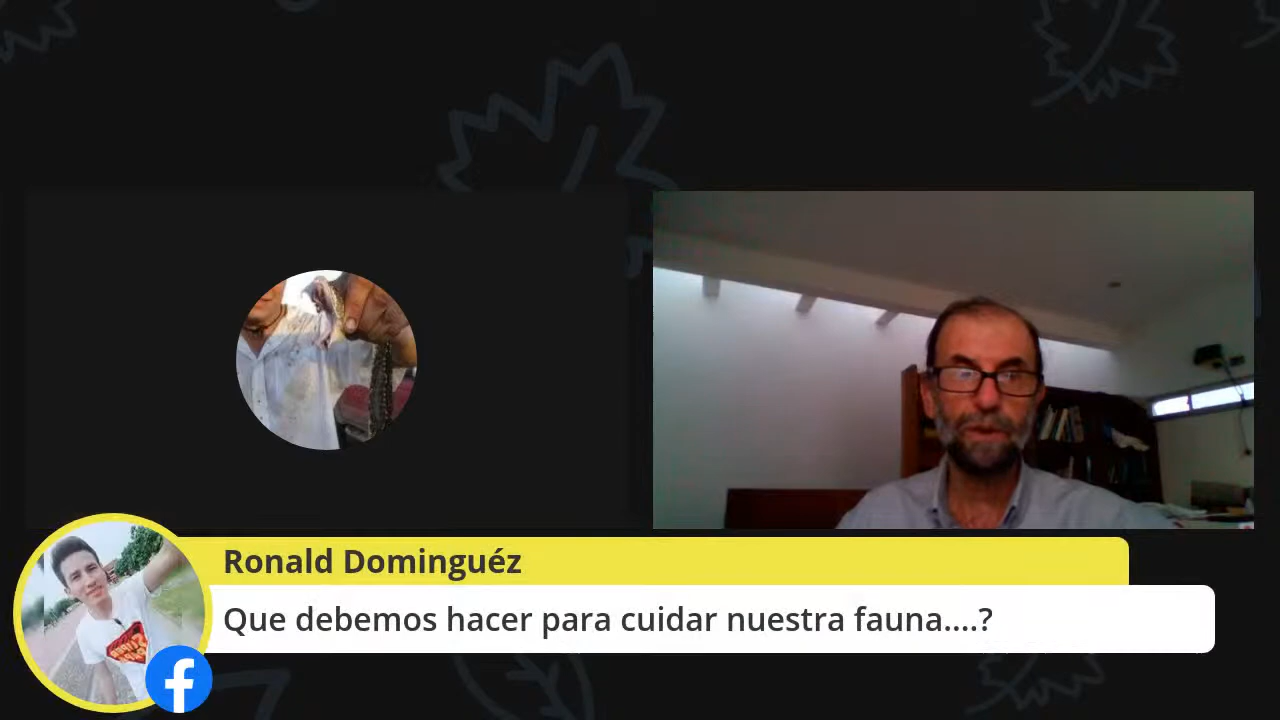 Ronald Dominguéz
Que debemos hacer para cuidar nuestra fauna....?